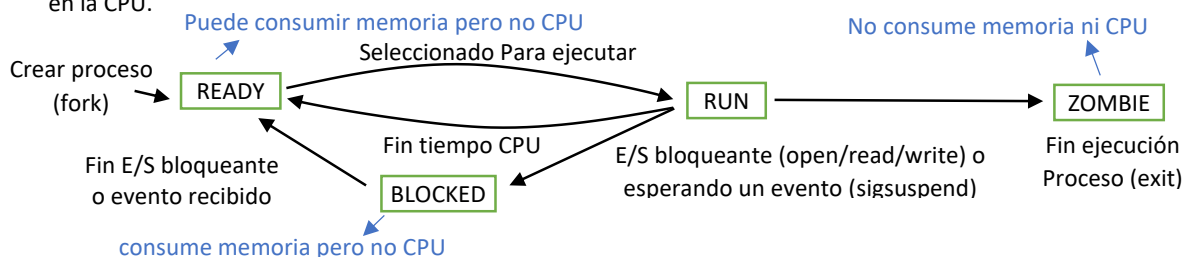 en la CPU.
Puede consumir memoria pero no CPU
No consume memoria ni CPU
Seleccionado Para ejecutar
Crear proceso
(fork)
READY
RUN
ZOMBIE
Fin tiempo CPU
E/S bloqueante (open/read/write) o
esperando un evento (sigsuspend)
Fin ejecución
Proceso (exit)
Fin E/S bloqueante
o evento recibido
BLOCKED
consume memoria pero no CPU